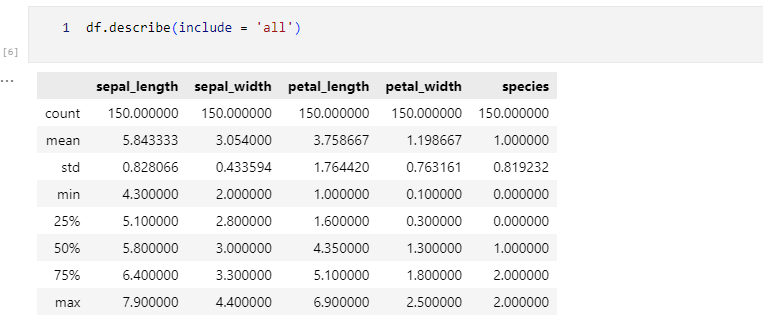 1 df.describe(include = 'all')
[6]
...
sepal_length sepal_width petal_length petal_width species
count 150.000000 150.000000 150.000000 150.000000 150.000000
mean 5.843333 3.054000 3.758667 1.198667 1.000000
std 0.828066 0.433594 1.764420 0.763161 0.819232
min 4.300000 2.000000 1.000000 0.100000 0.000000
25% 5.100000 2.800000 1.600000 0.300000 0.000000
50% 5.800000 3.000000 4.350000 1.300000 1.000000
75% 6.400000 3.300000 5.100000 1.800000 2.000000
max 7.900000 4.400000 6.900000 2.500000 2.000000